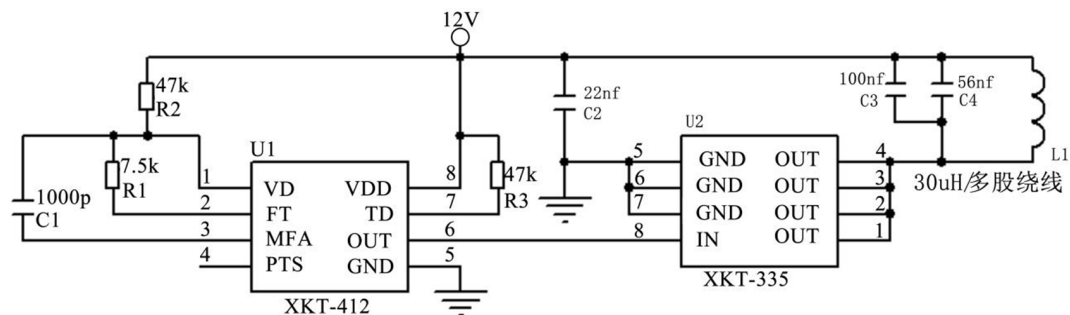 12V
47k
R2
7.5k
R1
1000p
C1
U1
1
2
3
4
VD
FT
MFA
PTS
VDD
TD
OUT
GND
8
7
6
5
XKT-412
47k
R3
22nf
C2
U2
5
6
7
8
GND
GND
GND
IN
OUT
OUT
OUT
OUT
4
3
2
1
XKT-335
100nf
C3
56nf
C4
L1
30uH/多股绕线